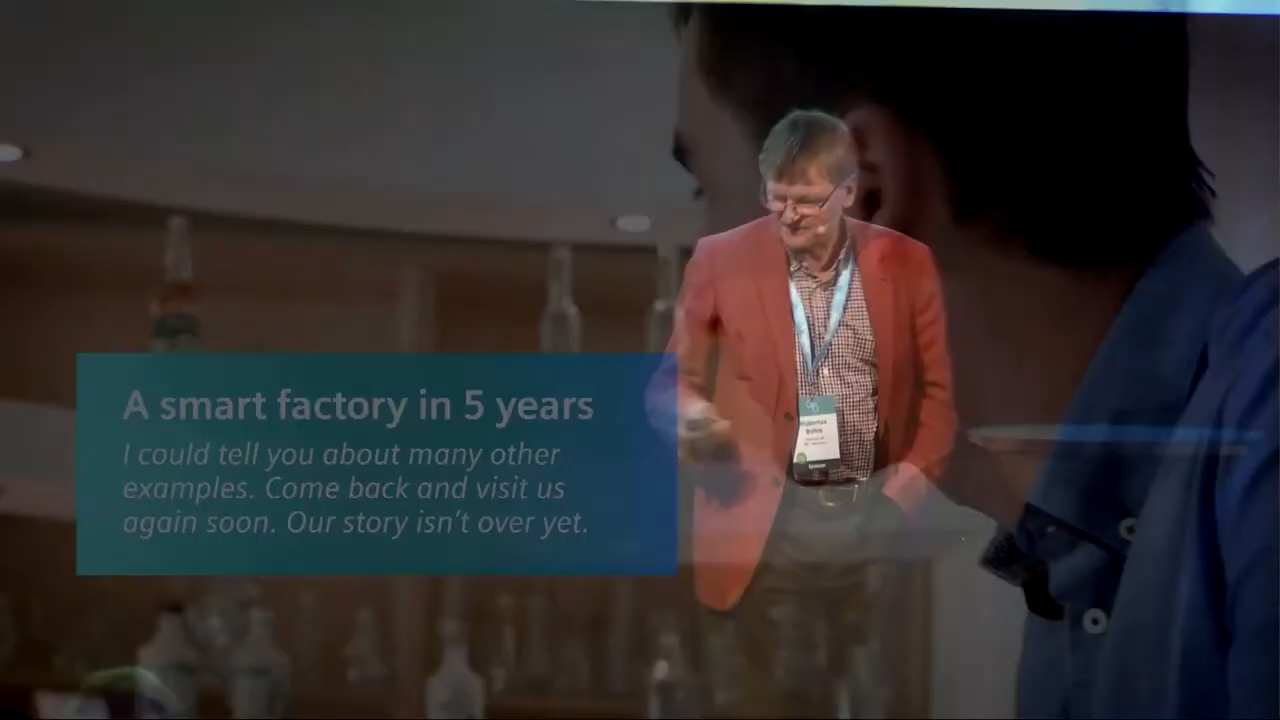 A smart factory in 5 years
I could tell you about many other
examples. Come back and visit us
again soon. Our story isn't over yet.
Hubertus